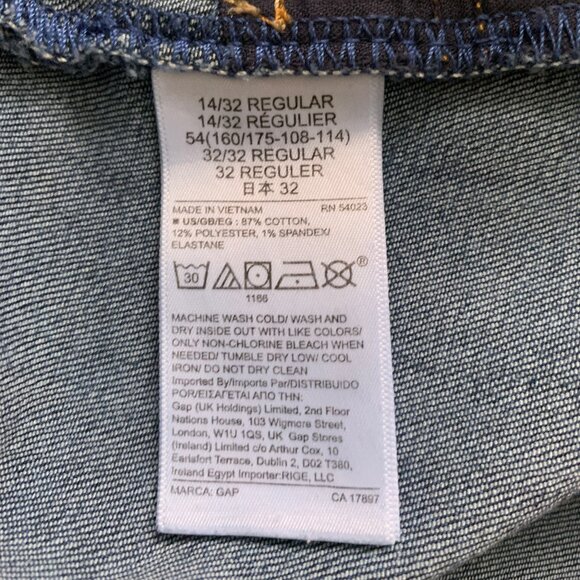 14/32 REGULAR
14/32 RÉGULIER
54(160/175-108-114)
32/32 REGULAR
32 REGULER
日本 32
MADE IN VIETNAM RN 54023
■ US/GB/EG : 87% COTTON,
12% POLYESTER, 1% SPANDEX/
ELASTANE
30 ®
1166
MACHINE WASH COLD/ WASH AND
DRY INSIDE OUT WITH LIKE COLORS/
ONLY NON-CHLORINE BLEACH WHEN
NEEDED/ TUMBLE DRY LOW/ COOL
IRON/ DO NOT DRY CLEAN
Imported By/Importe Par/DISTRIBUIDO
POR/ΕΙΣΑΓΕΤΑΙ ΑΠΟ:
Gap (UK Holdings) Limited, 2nd Floor
Nations House, 103 Wigmore Street,
London, W1U 1QS, UK Gap Stores
(Ireland) Limited c/o Arthur Cox, 10
Earlsfort Terrace, Dublin 2, D02 T380,
Ireland Egypt Importer:RIGE, LLC
MARCA: GAP CA 17897